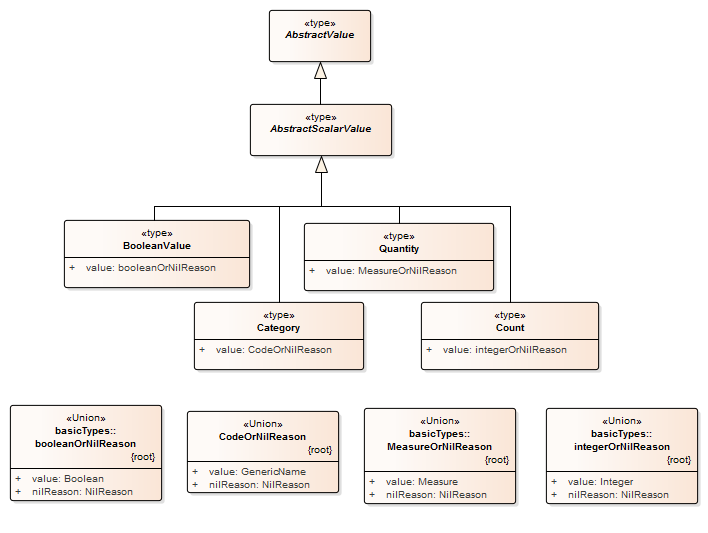 «type»
AbstractValue
«type»
AbstractScalarValue
«type»
BooleanValue
+ value: booleanOrNilReason
«type»
Quantity
+ value: MeasureOrNilReason
«type»
Category
+ value: CodeOrNilReason
«type»
Count
+ value: integerOrNilReason
«Union»
basicTypes::
booleanOrNilReason
{root}
+ value: Boolean
+ nilReason: NilReason
«Union»
CodeOrNilReason
{root}
+ value: GenericName
+ nilReason: NilReason
«Union»
basicTypes::
MeasureOrNilReason
{root}
+ value: Measure
+ nilReason: NilReason
«Union»
basicTypes::
integerOrNilReason
{root}
+ value: Integer
+ nilReason: NilReason